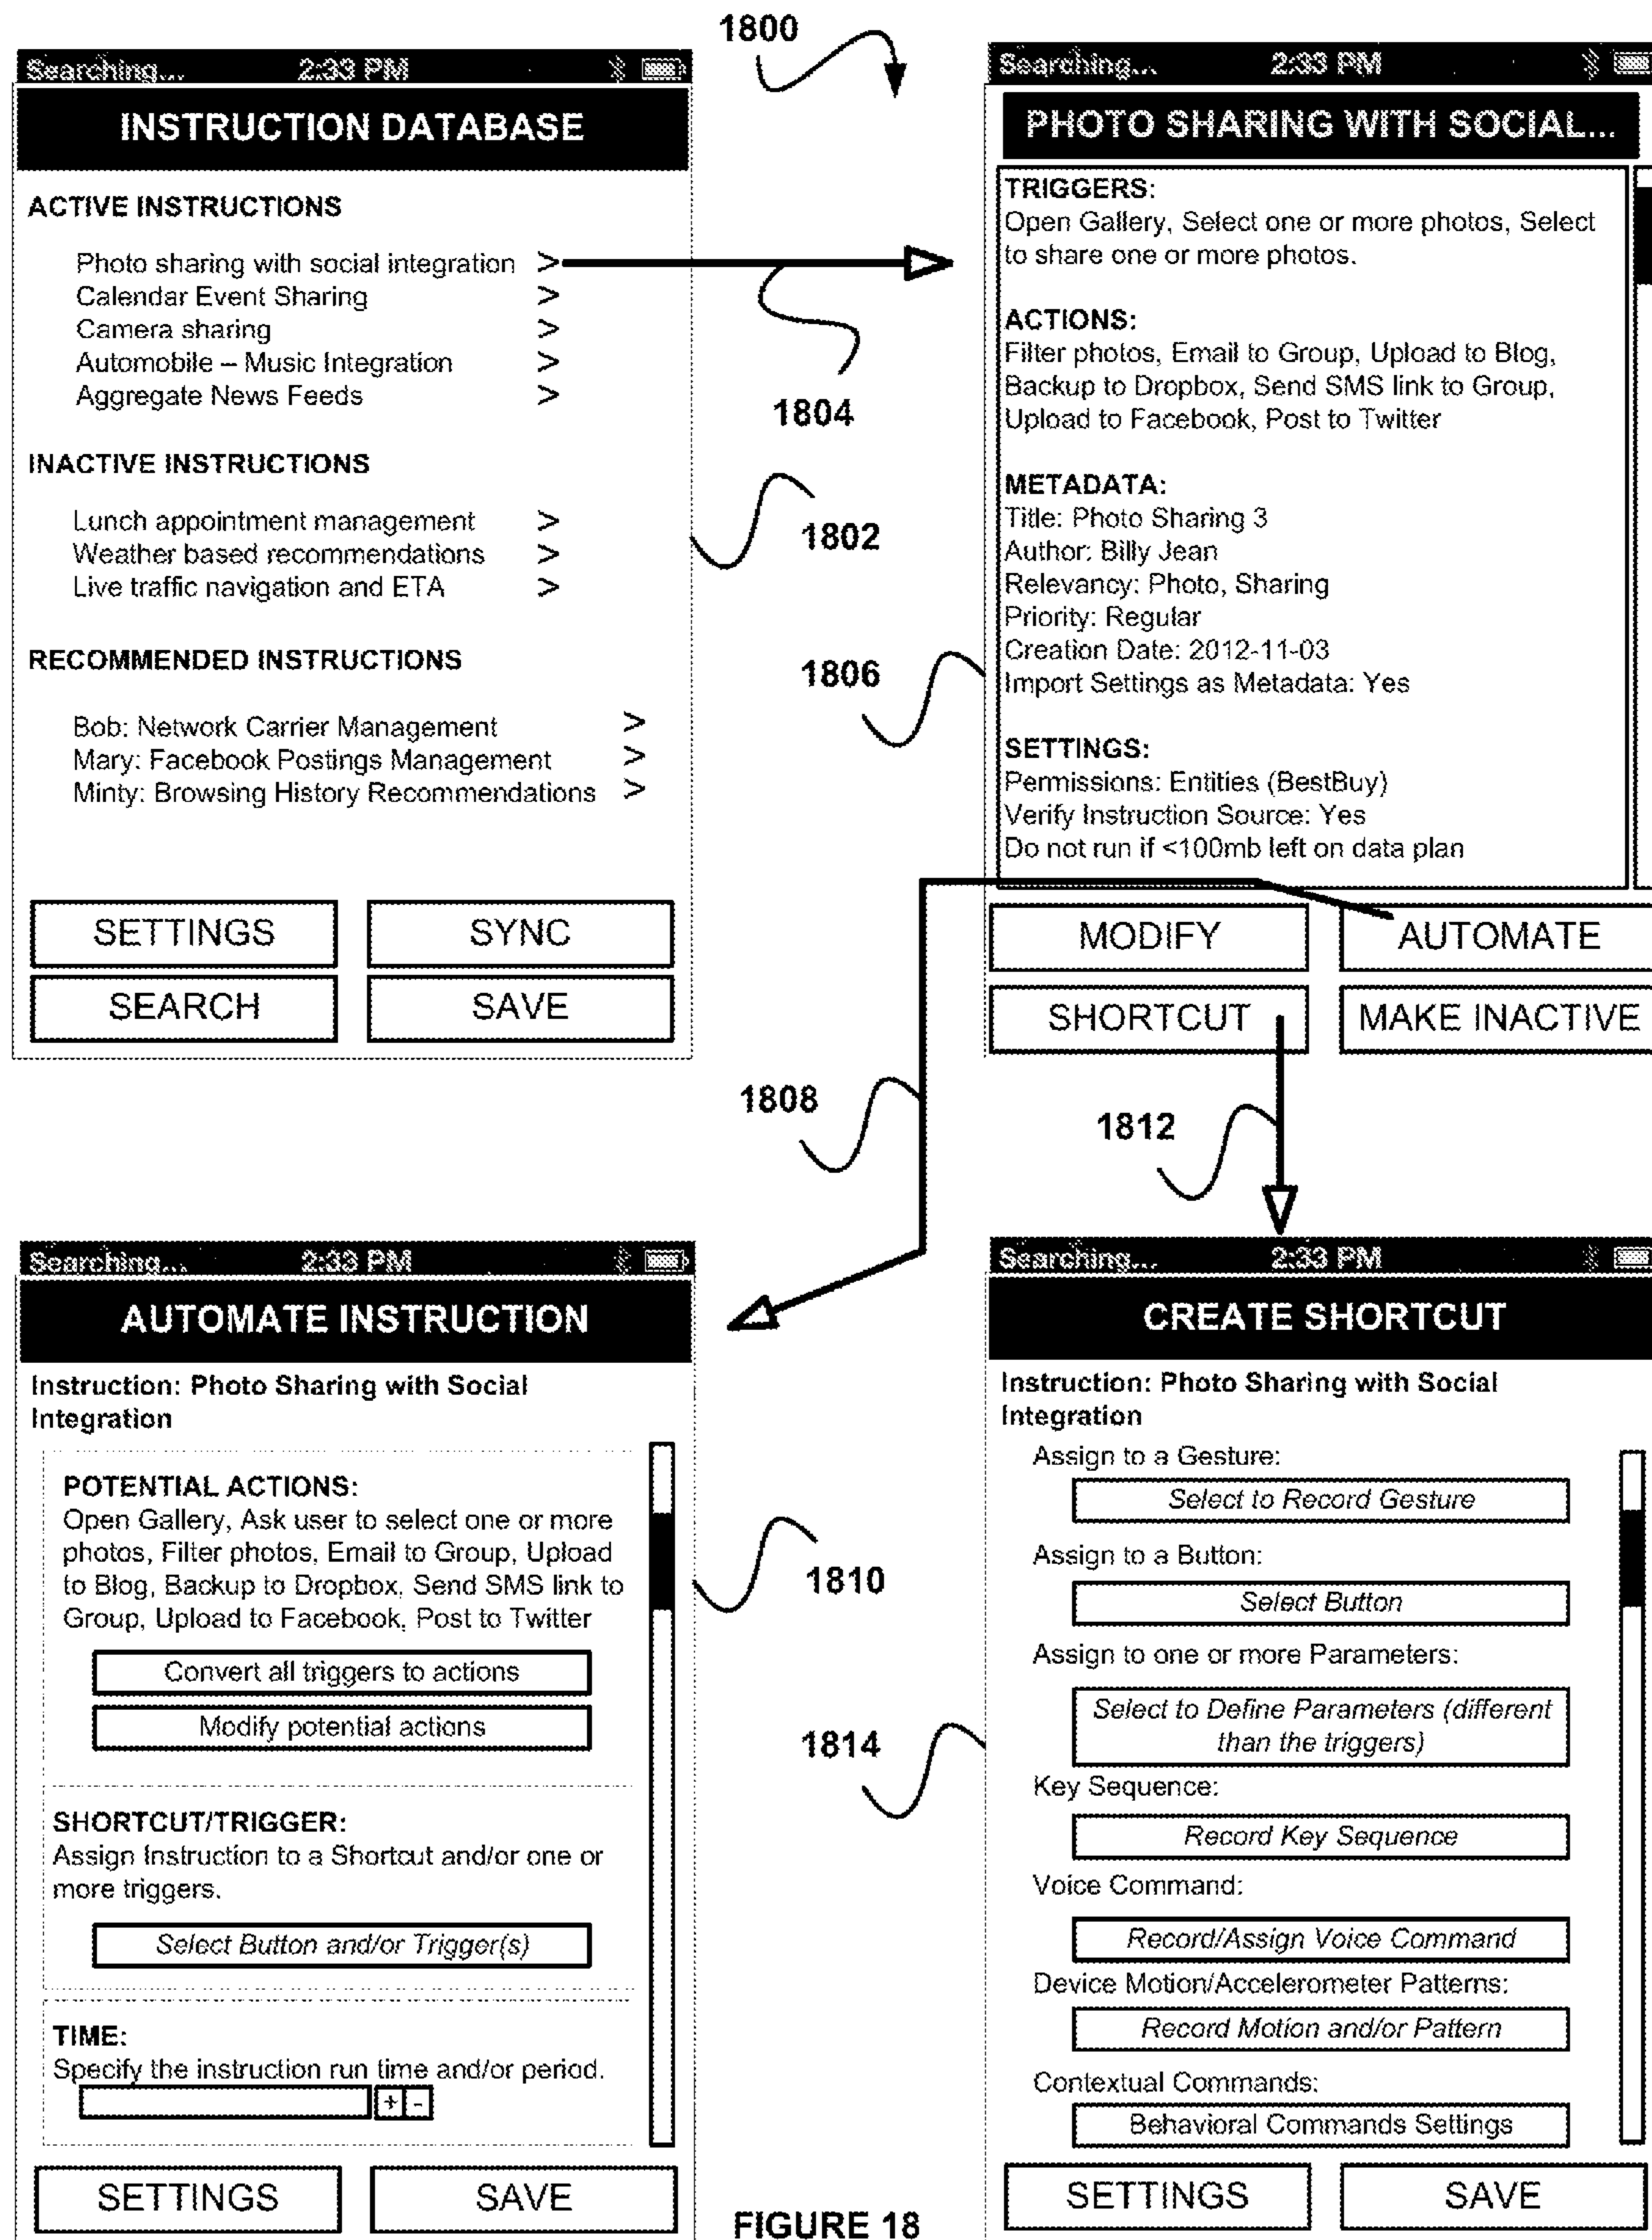 1800
Searching... 2:33 PM
INSTRUCTION DATABASE
ACTIVE INSTRUCTIONS
Photo sharing with social integration >
Calendar Event Sharing >
Camera sharing >
Automobile – Music Integration >
Aggregate News Feeds >
INACTIVE INSTRUCTIONS
Lunch appointment management >
Weather based recommendations >
Live traffic navigation and ETA >
RECOMMENDED INSTRUCTIONS
Bob: Network Carrier Management >
Mary: Facebook Postings Management >
Minty: Browsing History Recommendations >
SETTINGS SYNC
SEARCH SAVE
1804
1802
1806
Searching... 2:33 PM
PHOTO SHARING WITH SOCIAL...
TRIGGERS:
Open Gallery, Select one or more photos, Select
to share one or more photos.
ACTIONS:
Filter photos, Email to Group, Upload to Blog,
Backup to Dropbox, Send SMS link to Group,
Upload to Facebook, Post to Twitter
METADATA:
Title: Photo Sharing 3
Author: Billy Jean
Relevancy: Photo, Sharing
Priority: Regular
Creation Date: 2012-11-03
Import Settings as Metadata: Yes
SETTINGS:
Permissions: Entities (BestBuy)
Verify Instruction Source: Yes
Do not run if <100mb left on data plan
MODIFY AUTOMATE
SHORTCUT MAKE INACTIVE
1808
1812
Searching... 2:33 PM
AUTOMATE INSTRUCTION
Instruction: Photo Sharing with Social
Integration
POTENTIAL ACTIONS:
Open Gallery, Ask user to select one or more
photos, Filter photos, Email to Group, Upload
to Blog, Backup to Dropbox, Send SMS link to
Group, Upload to Facebook, Post to Twitter
Convert all triggers to actions
Modify potential actions
SHORTCUT/TRIGGER:
Assign Instruction to a Shortcut and/or one or
more triggers.
Select Button and/or Trigger(s)
TIME:
Specify the instruction run time and/or period.
+ -
SETTINGS SAVE
1810
1814
Searching... 2:33 PM
CREATE SHORTCUT
Instruction: Photo Sharing with Social
Integration
Assign to a Gesture:
Select to Record Gesture
Assign to a Button:
Select Button
Assign to one or more Parameters:
Select to Define Parameters (different
than the triggers)
Key Sequence:
Record Key Sequence
Voice Command:
Record/Assign Voice Command
Device Motion/Accelerometer Patterns:
Record Motion and/or Pattern
Contextual Commands:
Behavioral Commands Settings
SETTINGS SAVE
FIGURE 18